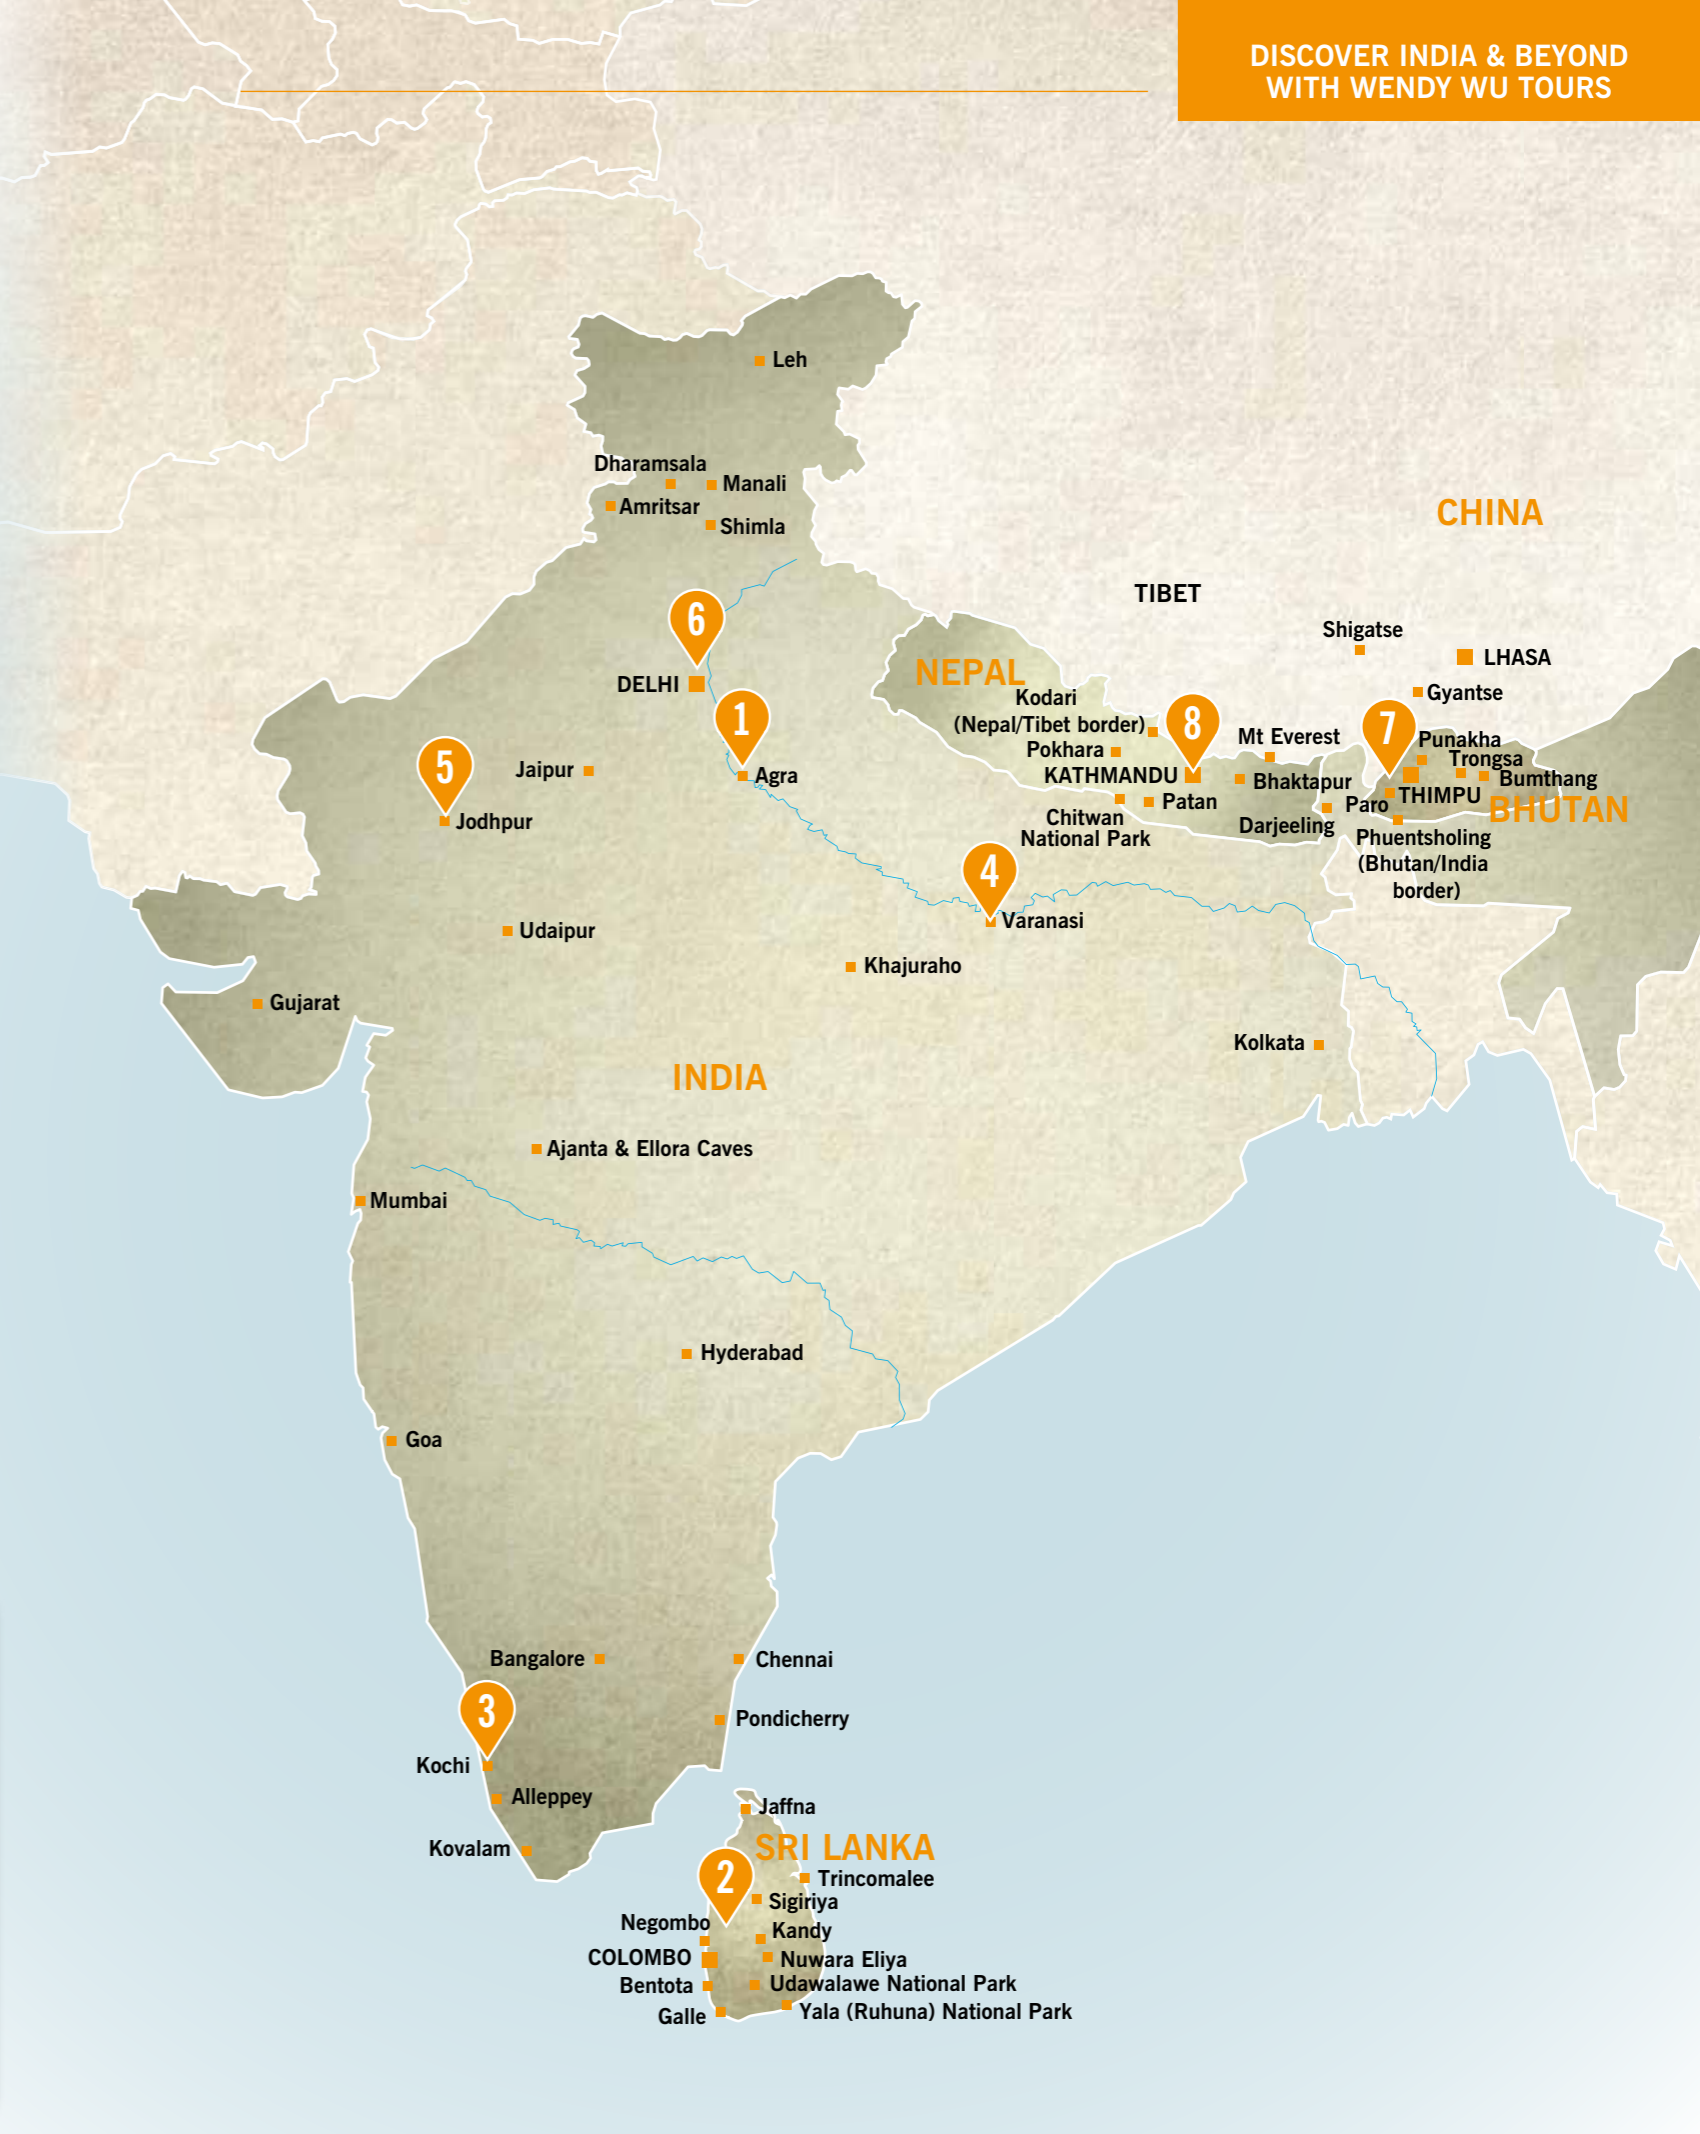 DISCOVER INDIA & BEYOND
WITH WENDY WU TOURS
Leh
Dharamsala
Manali
Amritsar
Shimla
CHINA
TIBET
6
Shigatse
LHASA
DELHI
NEPAL
Gyantse
Kodari
(Nepal/Tibet border)
1
8
7
Mt Everest
Punakha
Pokhara
Trongsa
5
Jaipur
Agra
KATHMANDU
Bhaktapur
Bumthang
Patan
Paro
THIMPU
BHUTAN
Jodhpur
Chitwan
National Park
Darjeeling
Phuentsholing
(Bhutan/India
border)
4
Varanasi
Udaipur
Khajuraho
Gujarat
Kolkata
INDIA
Ajanta & Ellora Caves
Mumbai
Hyderabad
Goa
Bangalore
Chennai
3
Pondicherry
Kochi
Alleppey
Jaffna
Kovalam
SRI LANKA
2
Trincomalee
Sigiriya
Negombo
Kandy
COLOMBO
Nuwara Eliya
Bentota
Udawalawe National Park
Galle
Yala (Ruhuna) National Park